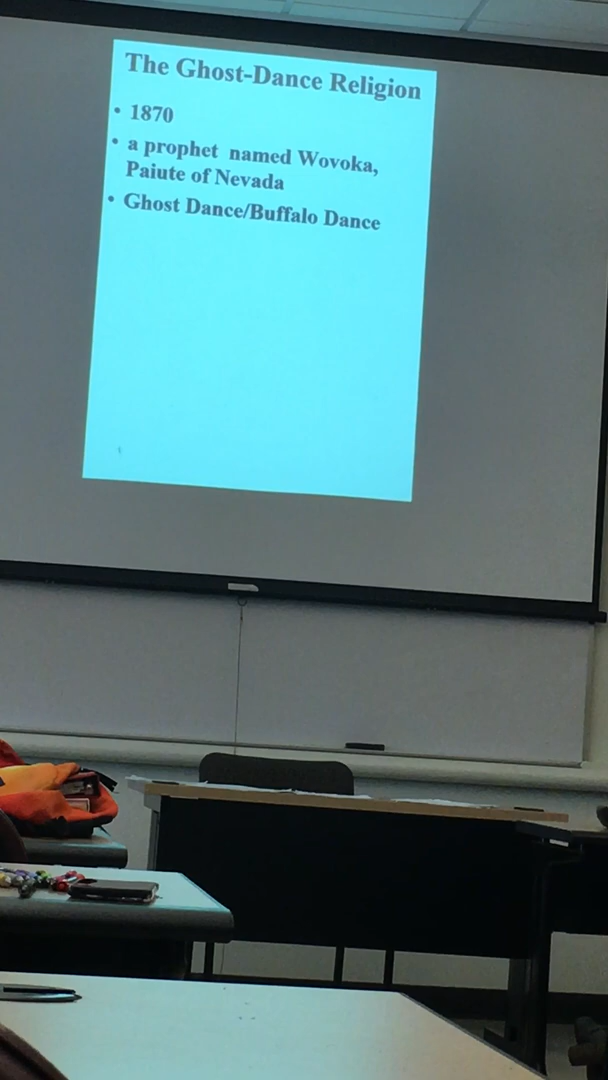 The Ghost-Dance Religion
• 1870
• a prophet named Wovoka,
Paiute of Nevada
• Ghost Dance/Buffalo Dance